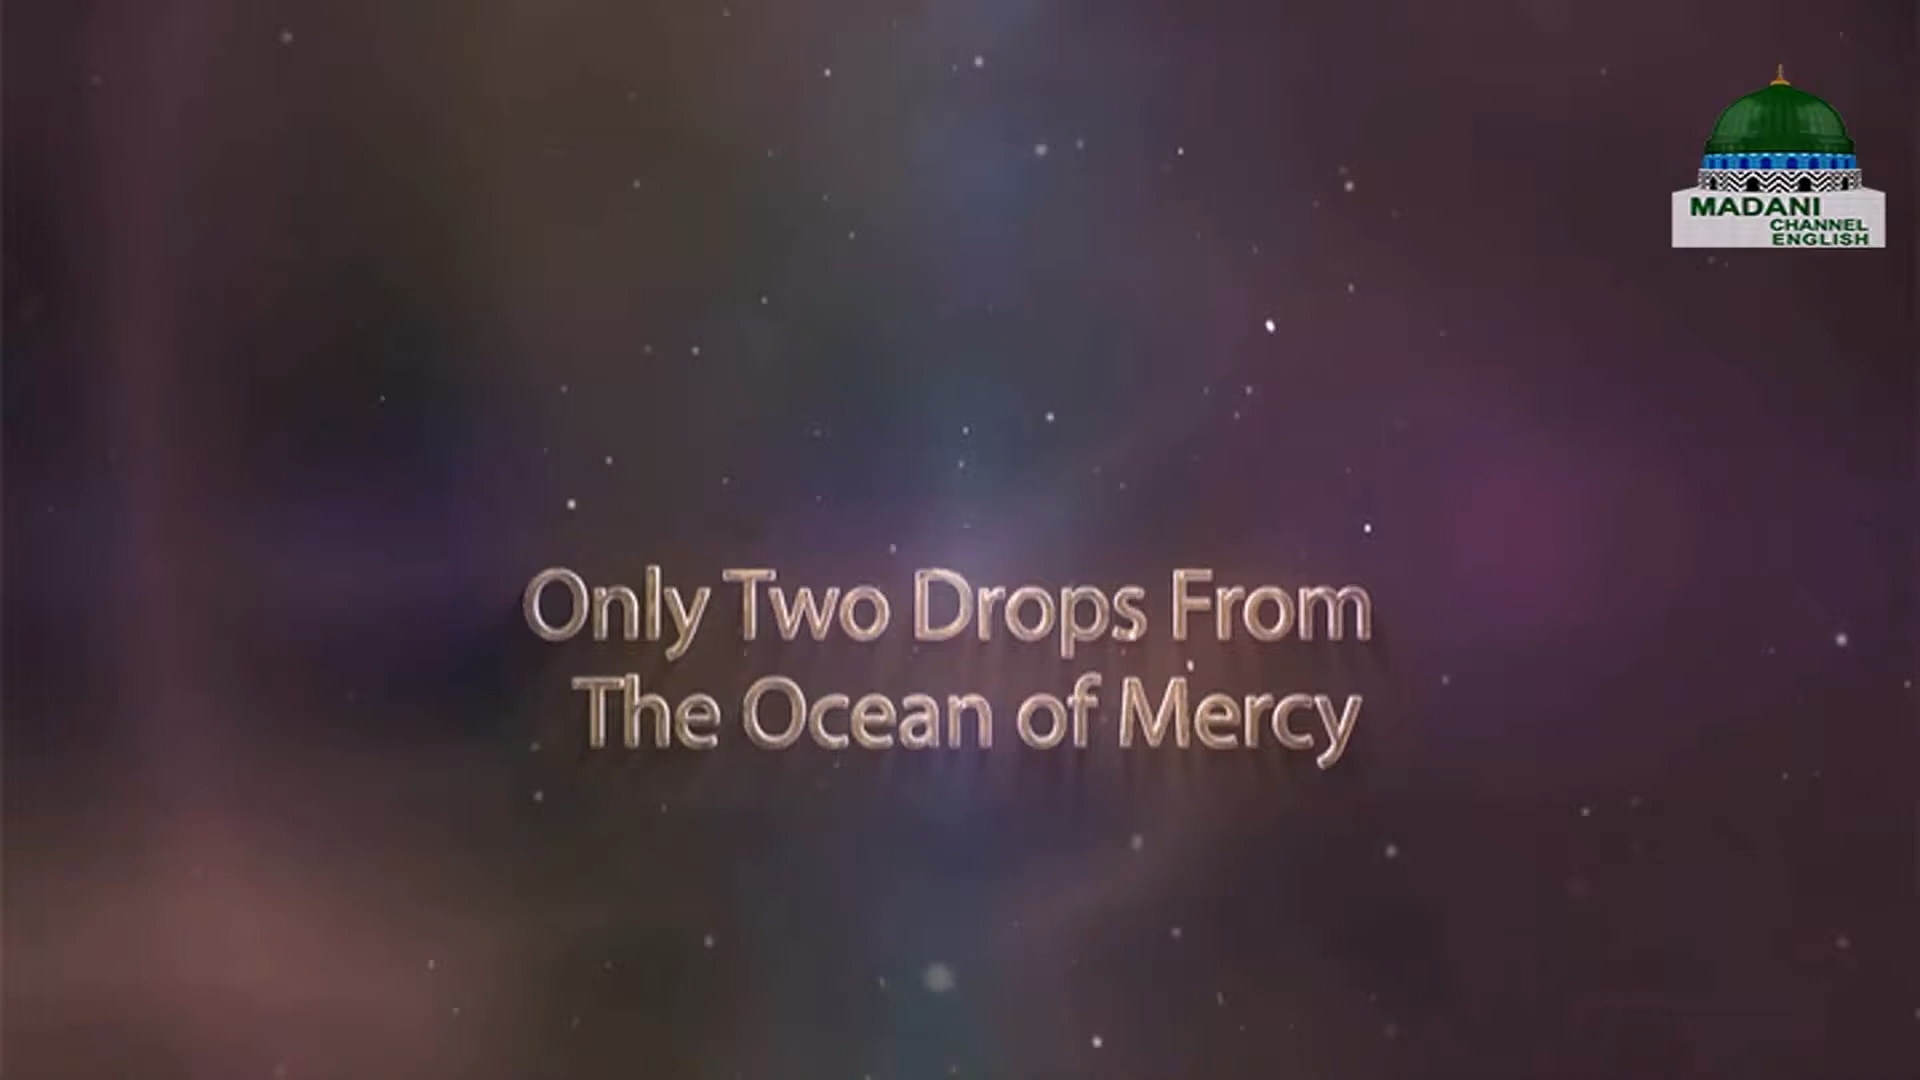 MADANI
CHANNEL
ENGLISH
Only Two Drops From
The Ocean of Mercy